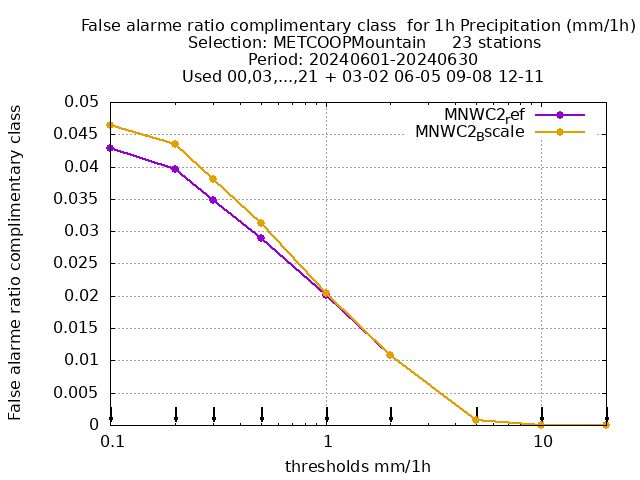 False alarme ratio complimentary class  for 1h Precipitation (mm/1h)
Selection: METCOOPMountain     23 stations
Period: 20240601-20240630
Used 00,03,...,21 + 03-02 06-05 09-08 12-11
False alarme ratio complimentary class
0.05
0.045
0.04
0.035
0.03
0.025
0.02
0.015
0.01
0.005
0
MNWC2ref
MNWC2Bscale
0.1 1 10
thresholds mm/1h